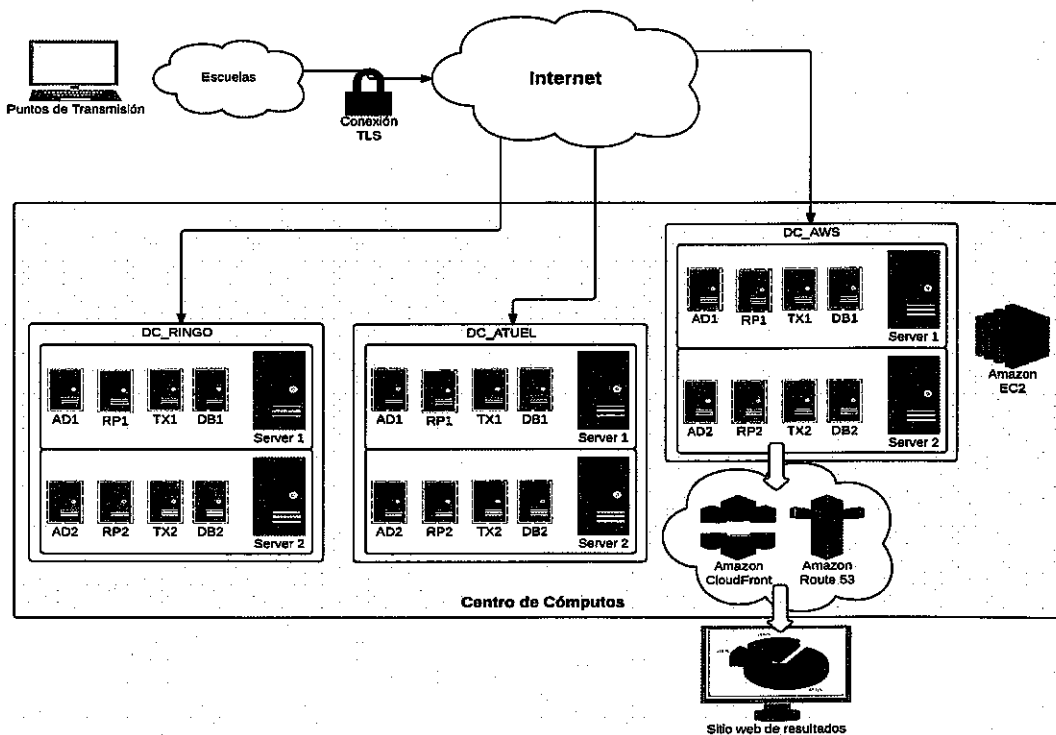 Puntos de Transmisión
Escuelas
Conexión
TLS
Internet
DC_AWS
AD1 RP1 TX1 DB1
Server 1
AD2 RP2 TX2 DB2
Server 2
Amazon
EC2
DC_RINGO
AD1 RP1 TX1 DB1
Server 1
AD2 RP2 TX2 DB2
Server 2
DC_ATUEL
AD1 RP1 TX1 DB1
Server 1
AD2 RP2 TX2 DB2
Server 2
Amazon
CloudFront
Amazon
Route 53
Centro de Cómputos
Sitio web de resultados